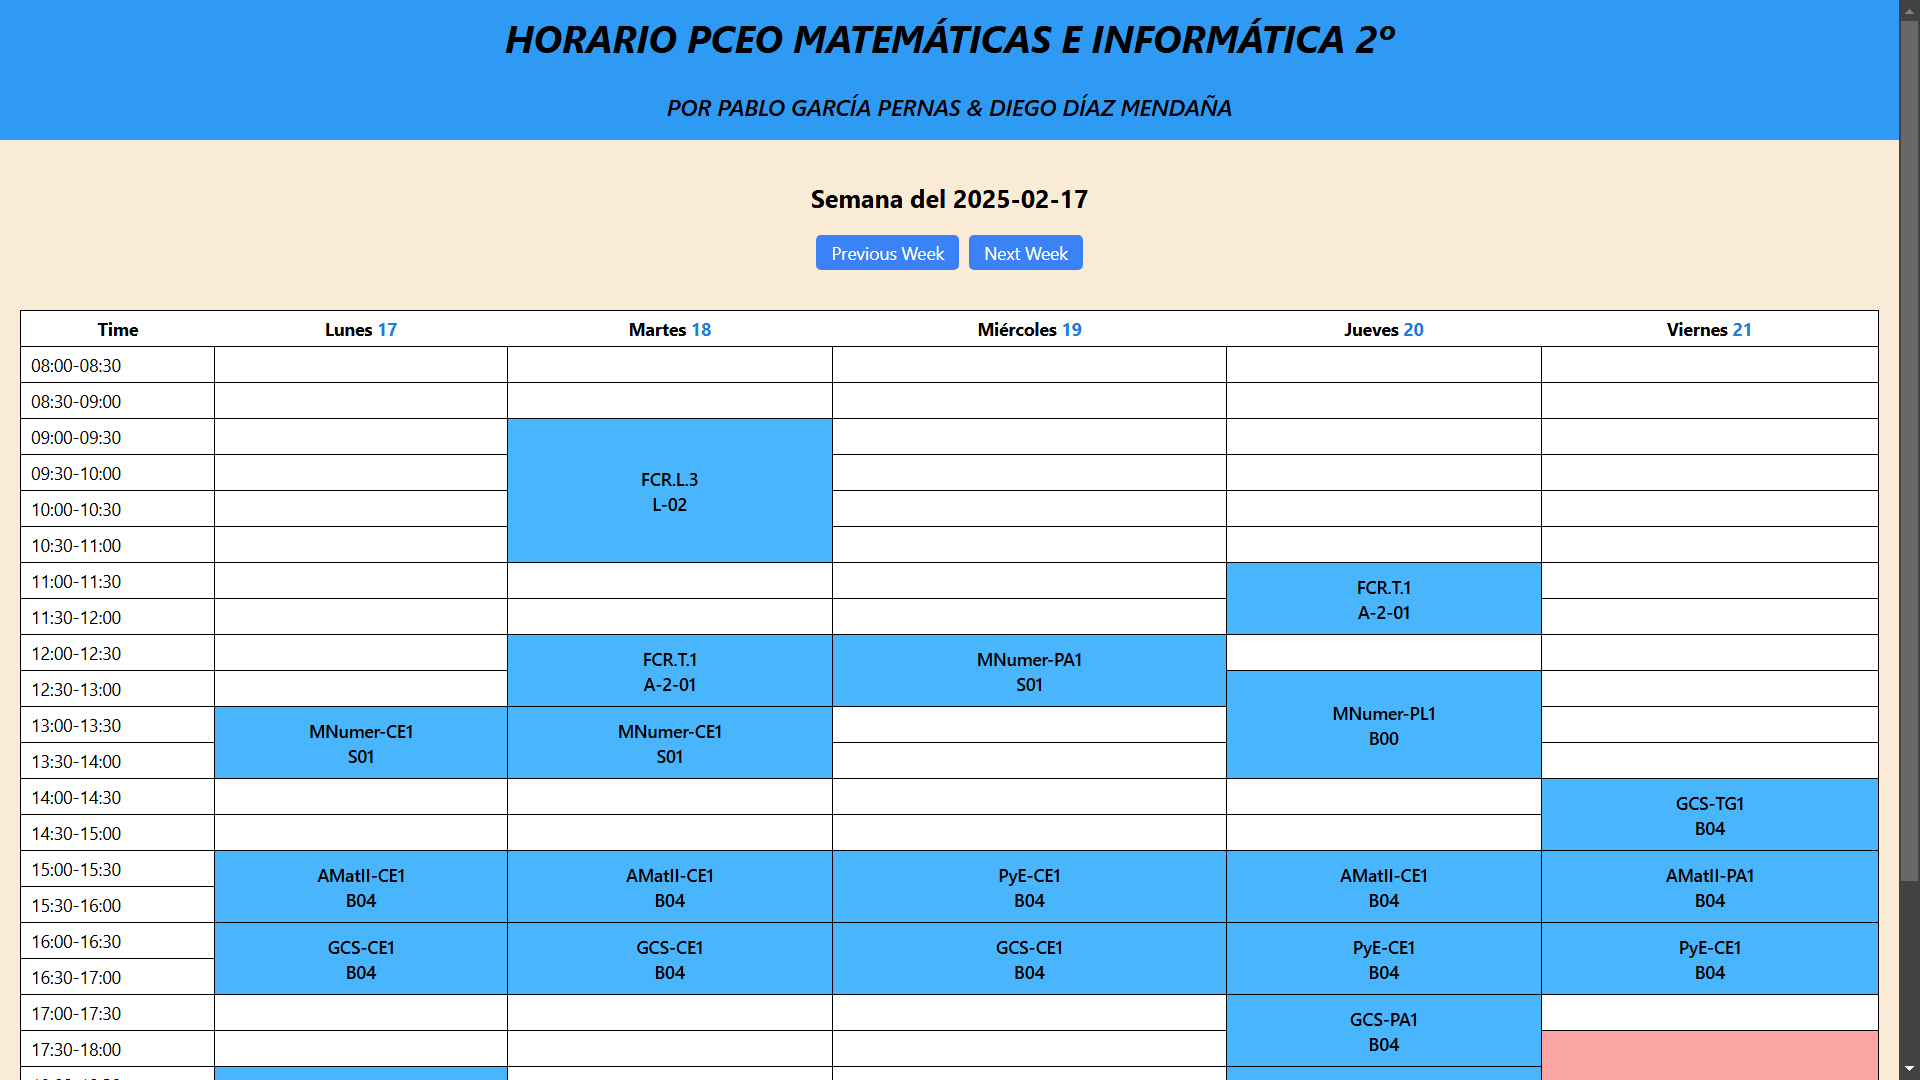 HORARIO PCEO MATEMÁTICAS E INFORMÁTICA 2º
POR PABLO GARCÍA PERNAS & DIEGO DÍAZ MENDAÑA
Semana del 2025-02-17
Previous Week Next Week
Time Lunes 17 Martes 18 Miércoles 19 Jueves 20 Viernes 21
08:00-08:30
08:30-09:00
09:00-09:30
09:30-10:00
FCR.L.3
L-02
10:00-10:30
10:30-11:00
11:00-11:30
FCR.T.1
A-2-01
11:30-12:00
12:00-12:30
FCR.T.1 MNumer-PA1
A-2-01 S01
12:30-13:00
MNumer-PL1
B00
13:00-13:30
MNumer-CE1 MNumer-CE1
S01 S01
13:30-14:00
14:00-14:30
GCS-TG1
B04
14:30-15:00
15:00-15:30
AMatII-CE1 AMatII-CE1 PyE-CE1 AMatII-CE1 AMatII-PA1
B04 B04 B04 B04 B04
15:30-16:00
16:00-16:30
GCS-CE1 GCS-CE1 GCS-CE1 PyE-CE1 PyE-CE1
B04 B04 B04 B04 B04
16:30-17:00
17:00-17:30
GCS-PA1
B04
17:30-18:00